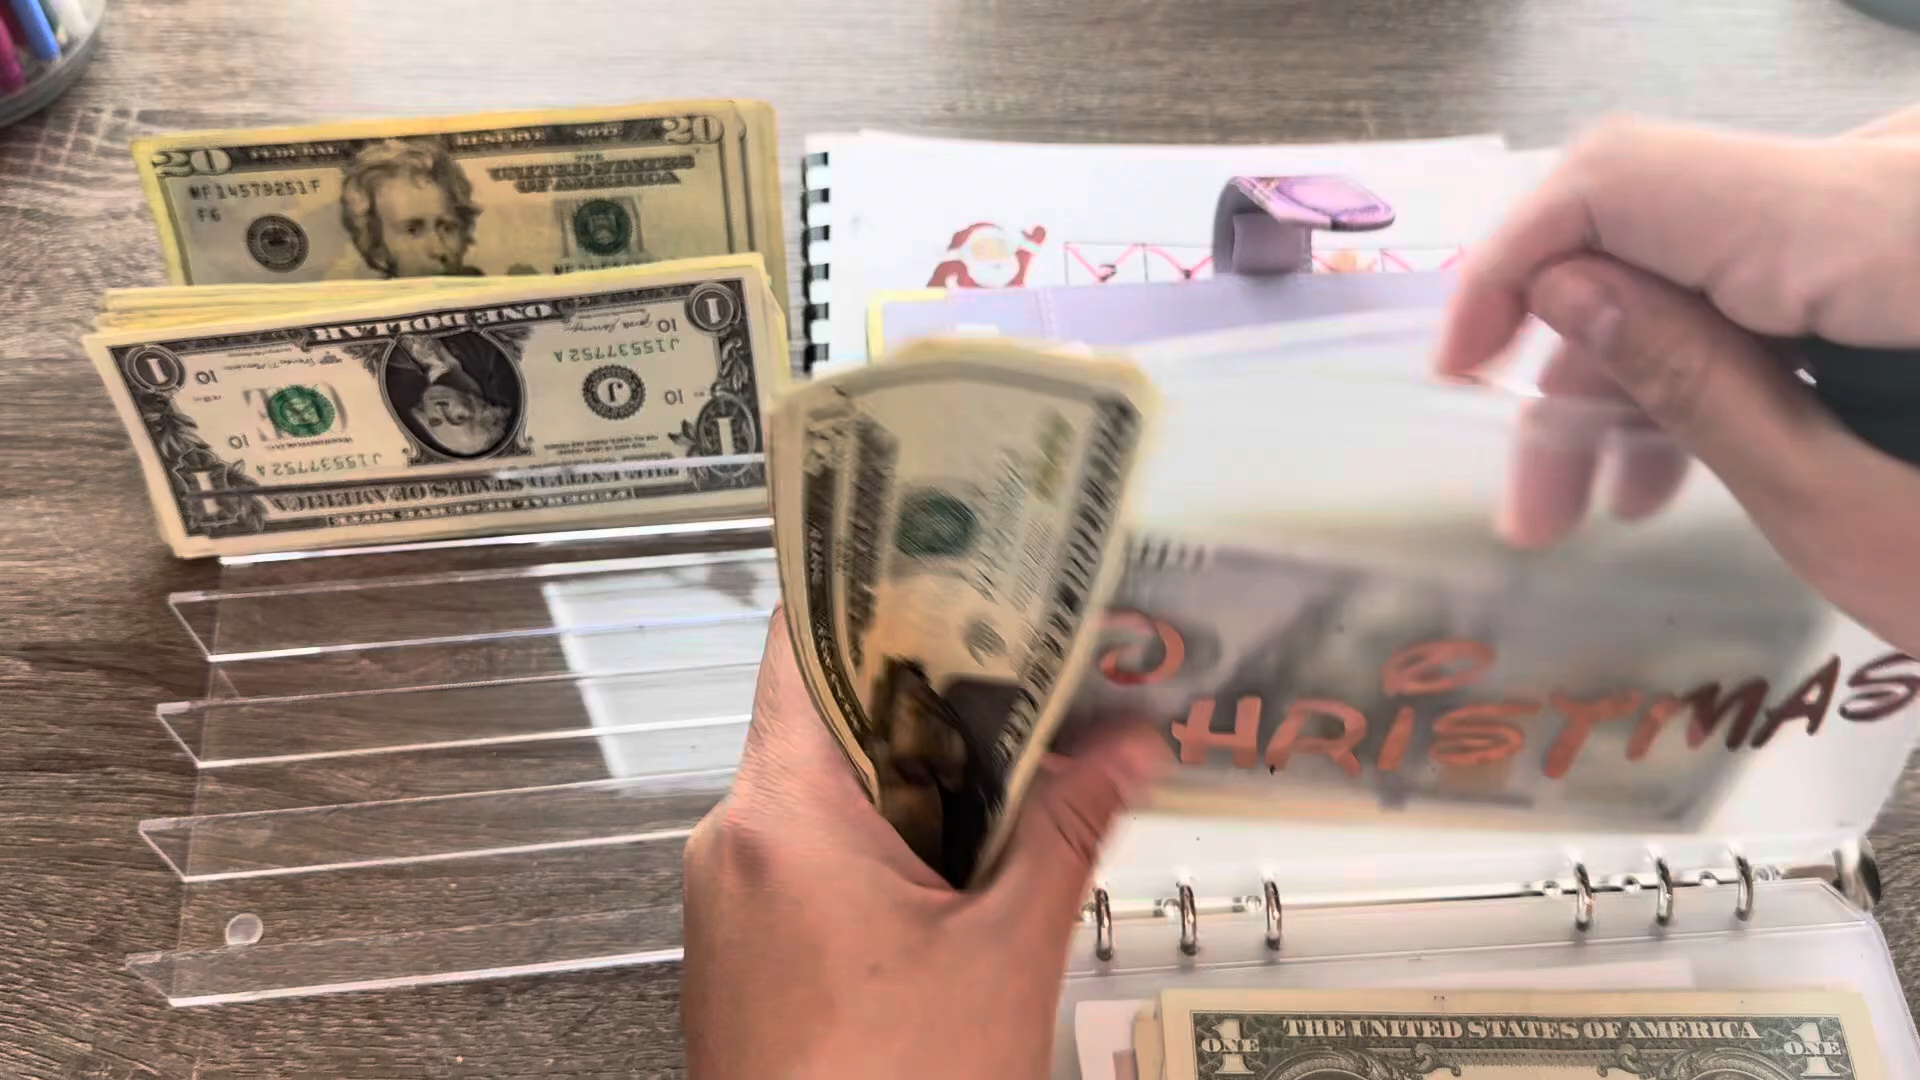 20 FEDERAL RESERVE NOTE 20
THE
UNITED STATES
OF AMERICA
MF14579251F
F6
1 ONE DOLLAR 1
J15537752A
10
10
J
10
10
J15537752A
1 THE UNITED STATES OF AMERICA 1
FEDERAL RESERVE NOTE
CHRISTMAS
1 THE UNITED STATES OF AMERICA 1
ONE
ONE